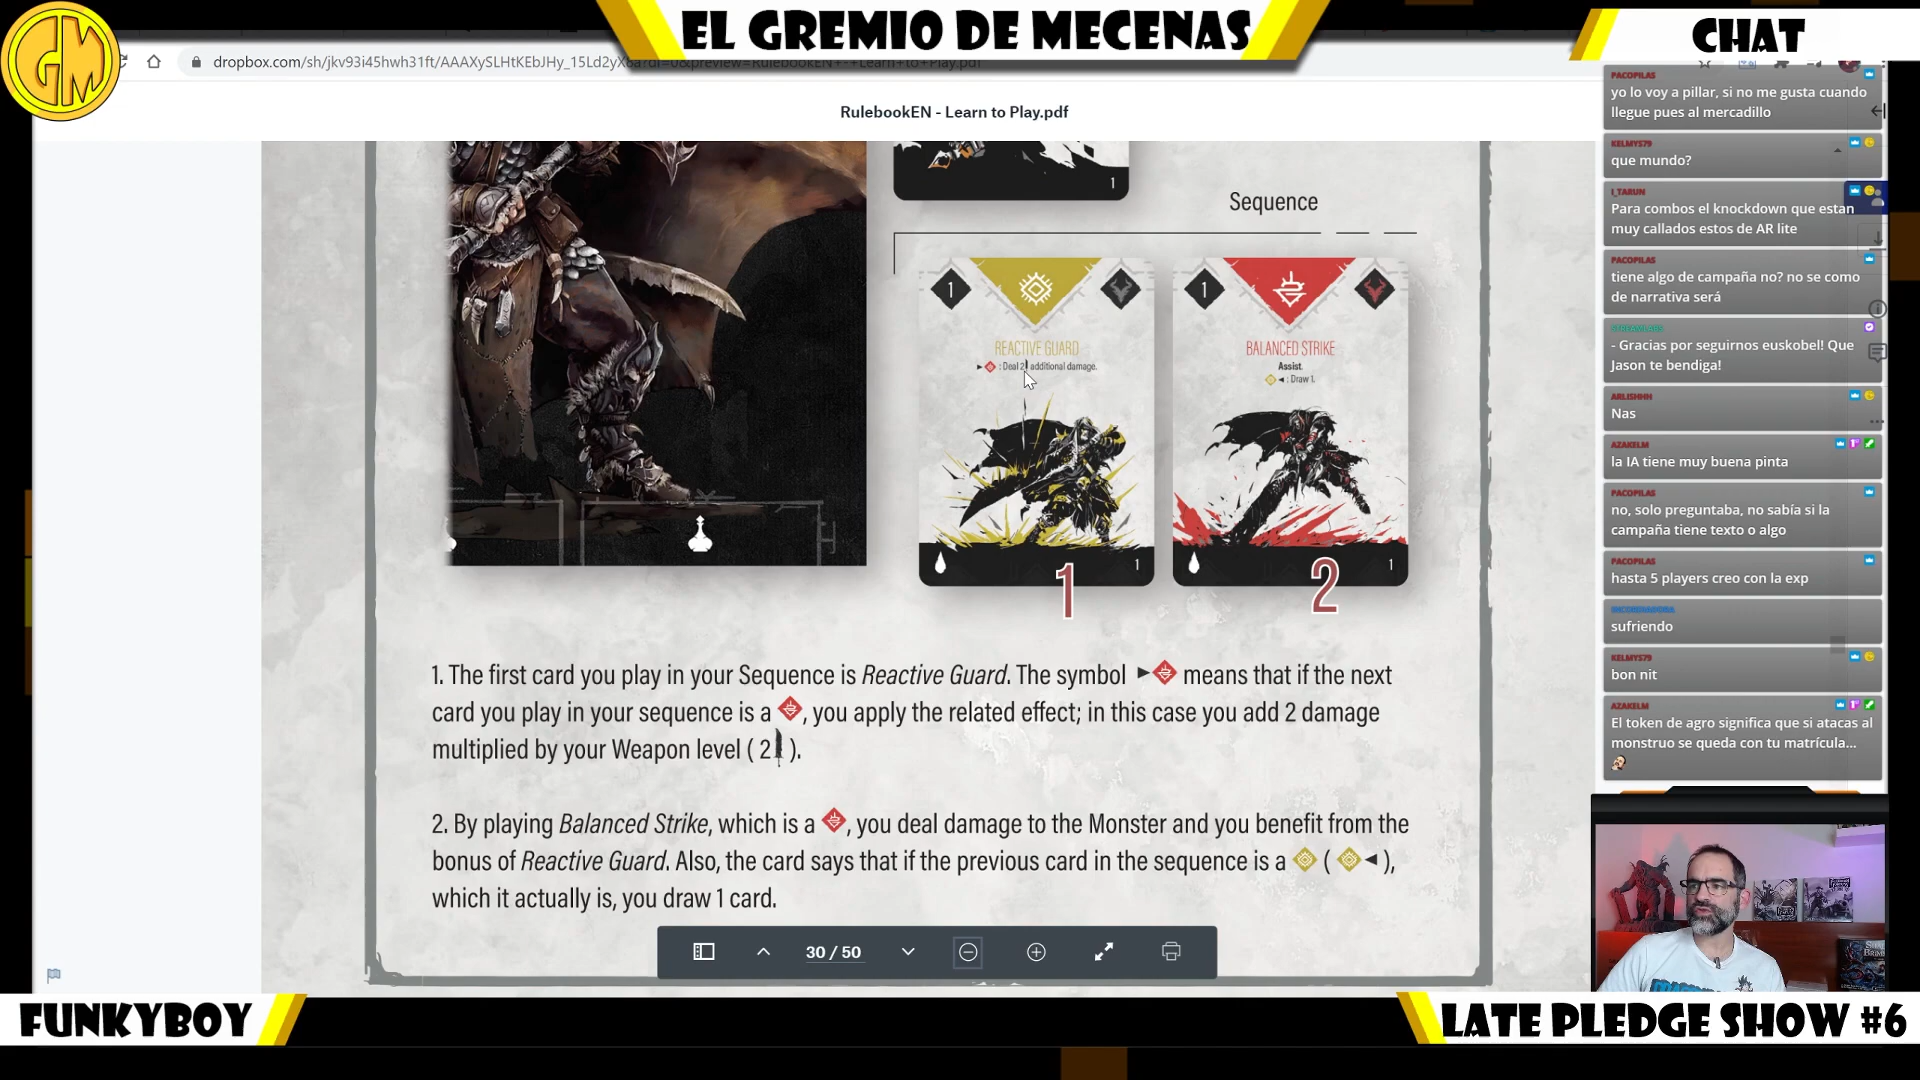 EL GREMIO DE MECENAS
CHAT
GM
RulebookEN - Learn to Play.pdf
Sequence
1
1
REACTIVE GUARD
: Deal 2 additional damage.
1
1
1
BALANCED STRIKE
Assist.
: Draw 1.
1
2
1. The first card you play in your Sequence is Reactive Guard. The symbol means that if the next
card you play in your sequence is a , you apply the related effect; in this case you add 2 damage
multiplied by your Weapon level ( 2 ).
2. By playing Balanced Strike, which is a , you deal damage to the Monster and you benefit from the
bonus of Reactive Guard. Also, the card says that if the previous card in the sequence is a ( ),
which it actually is, you draw 1 card.
30 / 50
PACOPILAS
yo lo voy a pillar, si no me gusta cuando
llegue pues al mercadillo
KELMYS79
que mundo?
I_TARUN
Para combos el knockdown que estan
muy callados estos de AR lite
PACOPILAS
tiene algo de campaña no? no se como
de narrativa será
STREAMLABS
- Gracias por seguirnos euskobel! Que
Jason te bendiga!
ARLISHHH
Nas
AZAKELM
la IA tiene muy buena pinta
PACOPILAS
no, solo preguntaba, no sabía si la
campaña tiene texto o algo
PACOPILAS
hasta 5 players creo con la exp
sufriendo
KELMYS79
bon nit
AZAKELM
El token de agro significa que si atacas al
monstruo se queda con tu matrícula...
FUNKYBOY
LATE PLEDGE SHOW #6